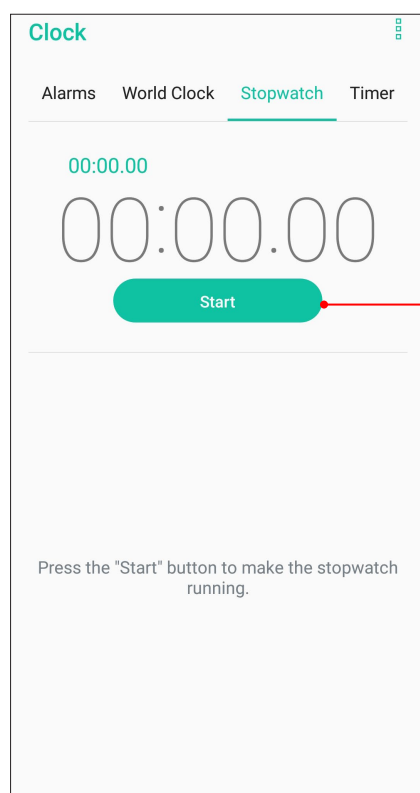 Clock
Alarms World Clock Stopwatch Timer
00:00.00
00:00.00
Start
Press the "Start" button to make the stopwatch
running.